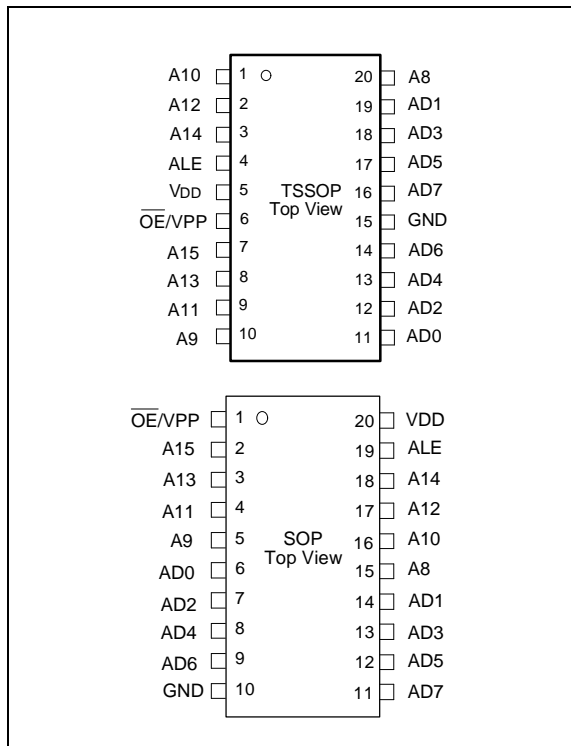 A10 1 20 A8
A12 2 19 AD1
A14 3 18 AD3
ALE 4 17 AD5
VDD 5 TSSOP 16 AD7
Top View
OE/VPP 6 15 GND
A15 7 14 AD6
A13 8 13 AD4
A11 9 12 AD2
A9 10 11 AD0
OE/VPP 1 20 VDD
A15 2 19 ALE
A13 3 18 A14
A11 4 17 A12
A9 5 SOP 16 A10
Top View
AD0 6 15 A8
AD2 7 14 AD1
AD4 8 13 AD3
AD6 9 12 AD5
GND 10 11 AD7